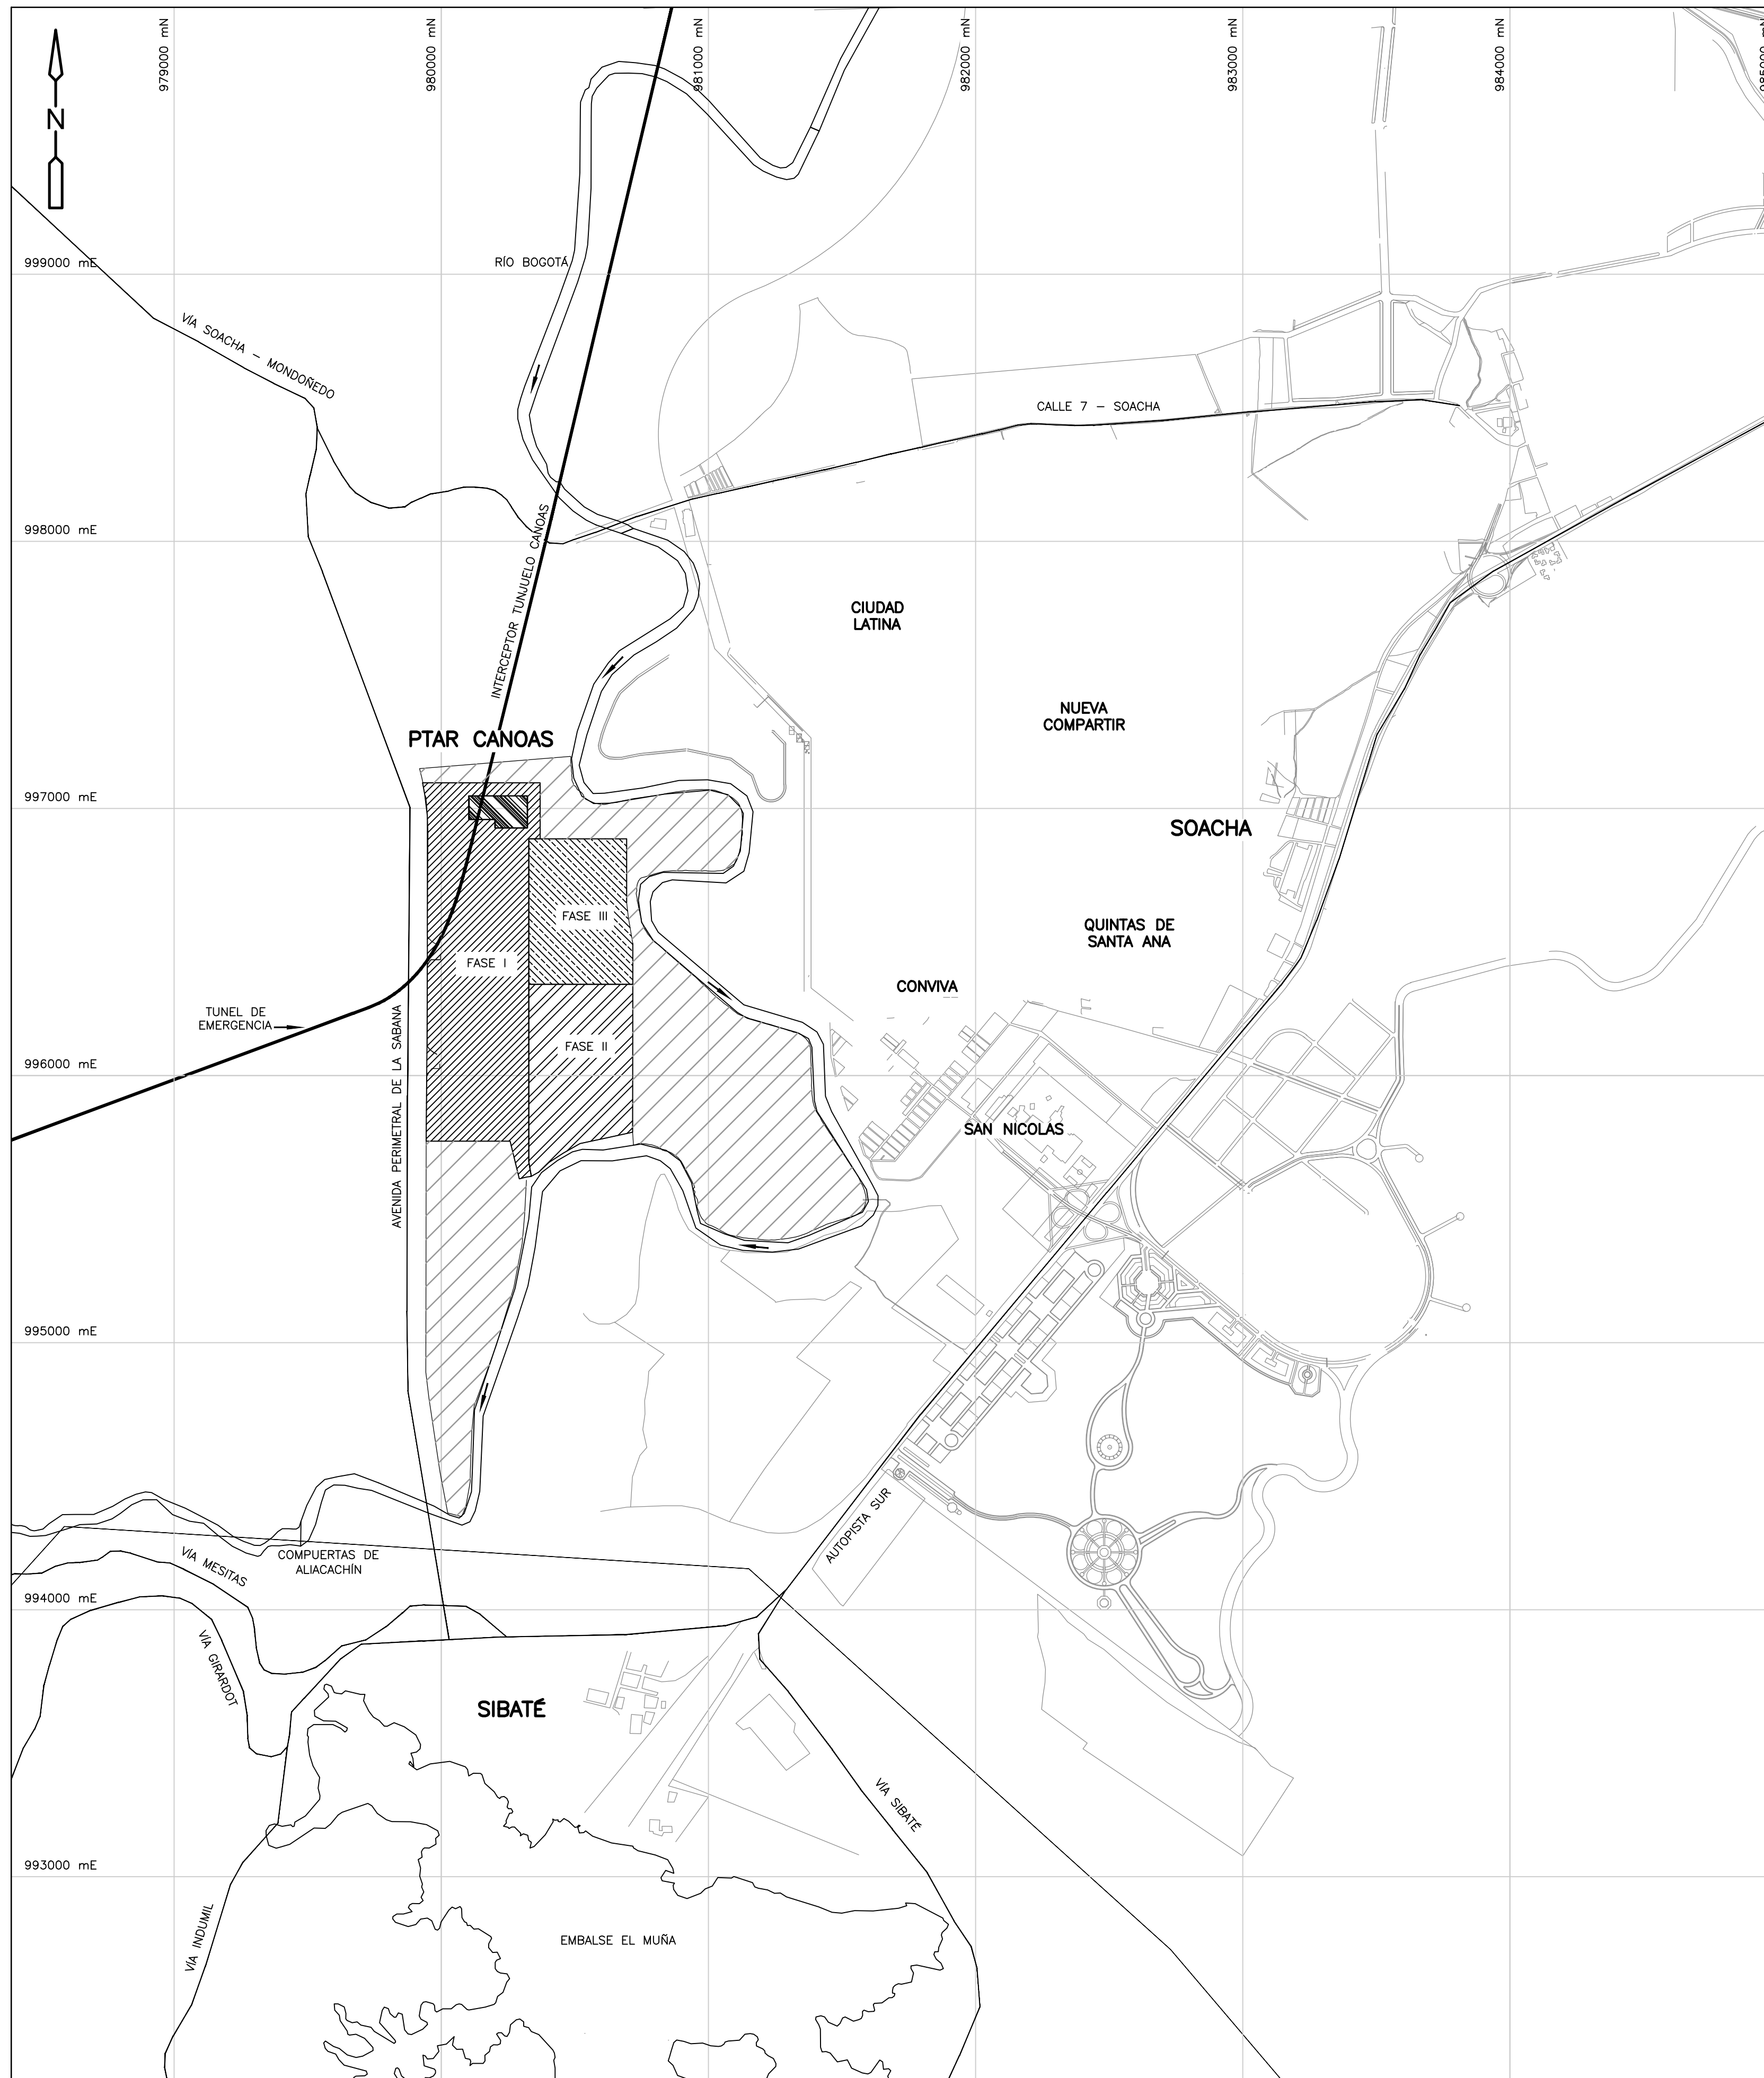 979000 mN
980000 mN
981000 mN
982000 mN
983000 mN
984000 mN
985000 mN
N
999000 mE
RÍO BOGOTÁ
VÍA SOACHA – MONDOÑEDO
CALLE 7 – SOACHA
998000 mE
INTERCEPTOR TUNJUELO CANOAS
CIUDAD
LATINA
NUEVA
COMPARTIR
PTAR CANOAS
997000 mE
SOACHA
FASE III
QUINTAS DE
SANTA ANA
FASE I
CONVIVA
TUNEL DE
EMERGENCIA
FASE II
996000 mE
AVENIDA PERIMETRAL DE LA SABANA
SAN NICOLAS
995000 mE
AUTOPISTA SUR
COMPUERTAS DE
ALIACACHÍN
VÍA MESITAS
994000 mE
VÍA GIRARDOT
SIBATÉ
VÍA SIBATÉ
993000 mE
VÍA INDUMIL
EMBALSE EL MUÑA